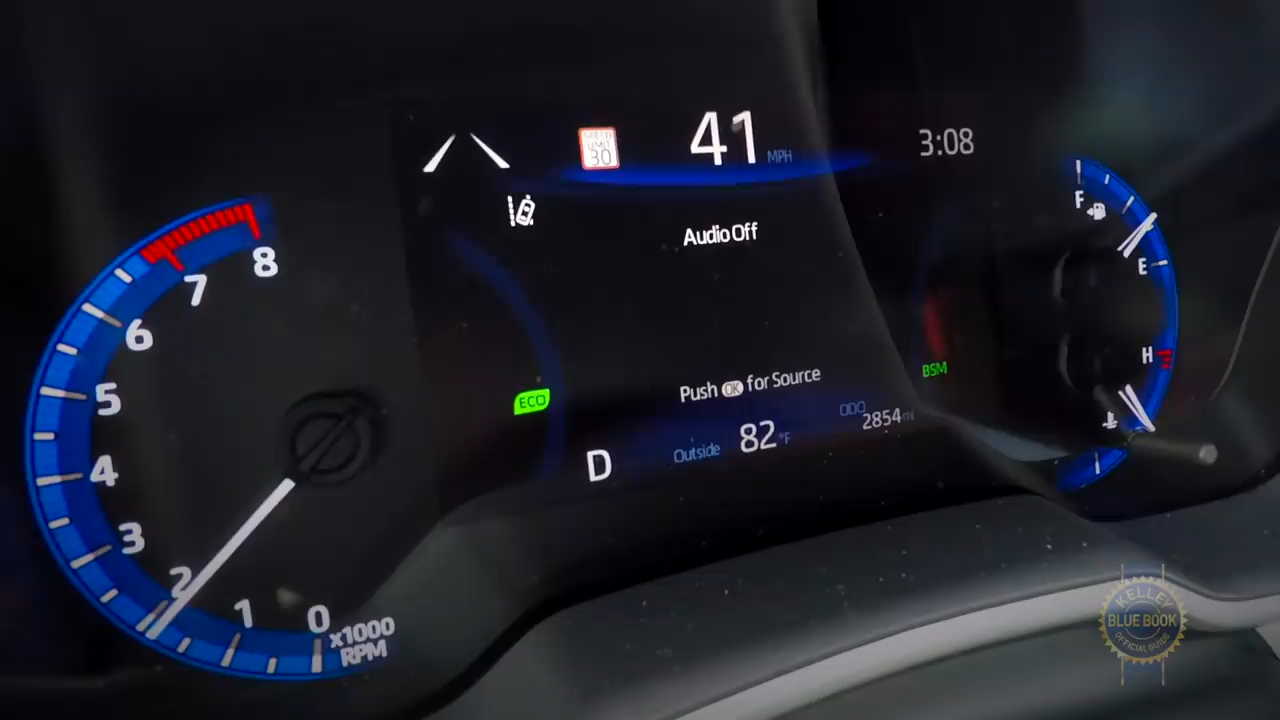 SPEED
LIMIT
30
41 MPH
3:08
Audio Off
F
E
H
8
7
6
5
4
3
2
1
0
x1000
RPM
ECO
Push OK for Source
BSM
D
Outside 82°F
ODO
2854 mi
KELLEY
BLUE BOOK
OFFICIAL GUIDE